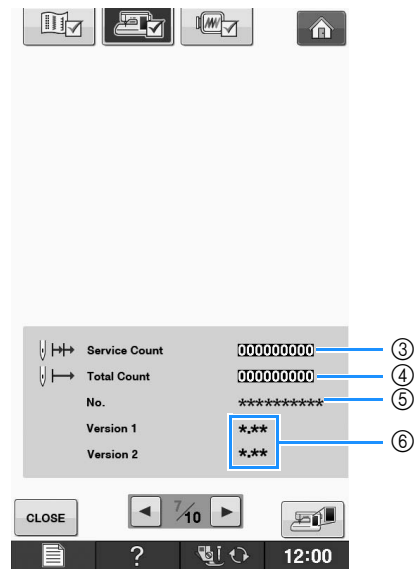 Service Count 000000000 ③
Total Count 000000000 ④
No. ********** ⑤
Version 1 *.**
Version 2 *.** ⑥
CLOSE 7/10
? 12:00